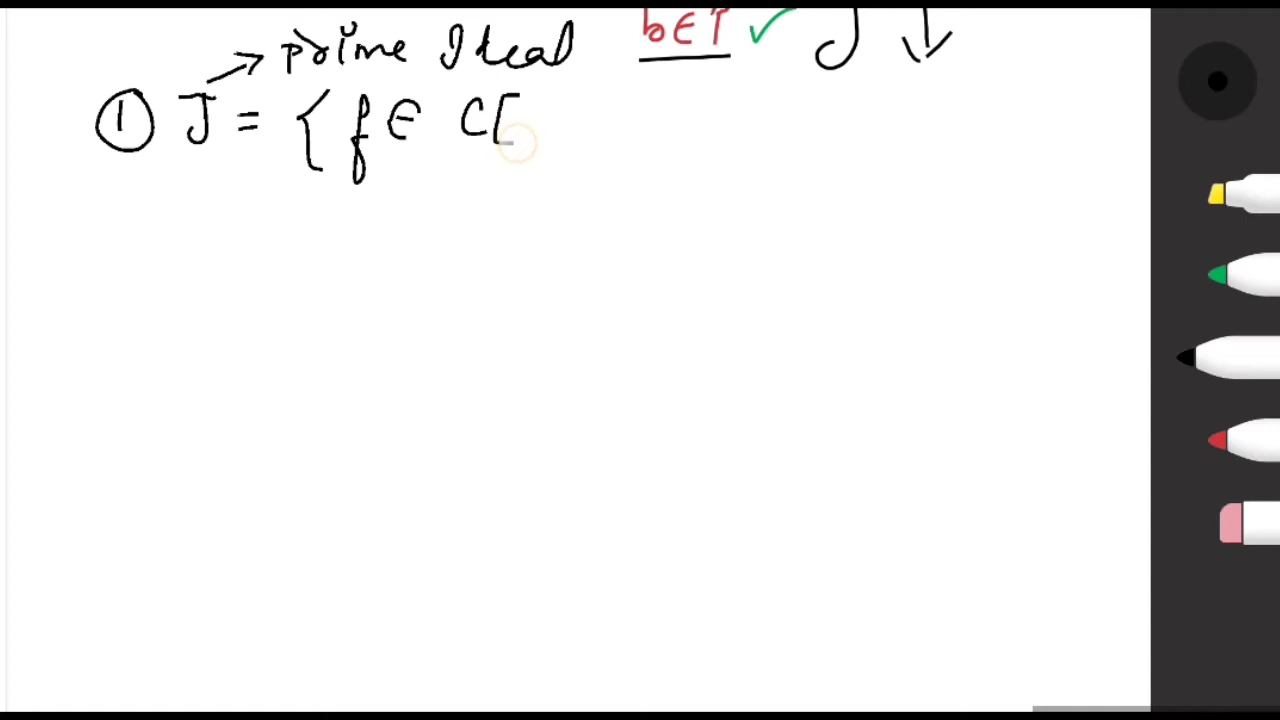 prime Ideal b∈P ✓ J ↓
① J = { f ∈ C[